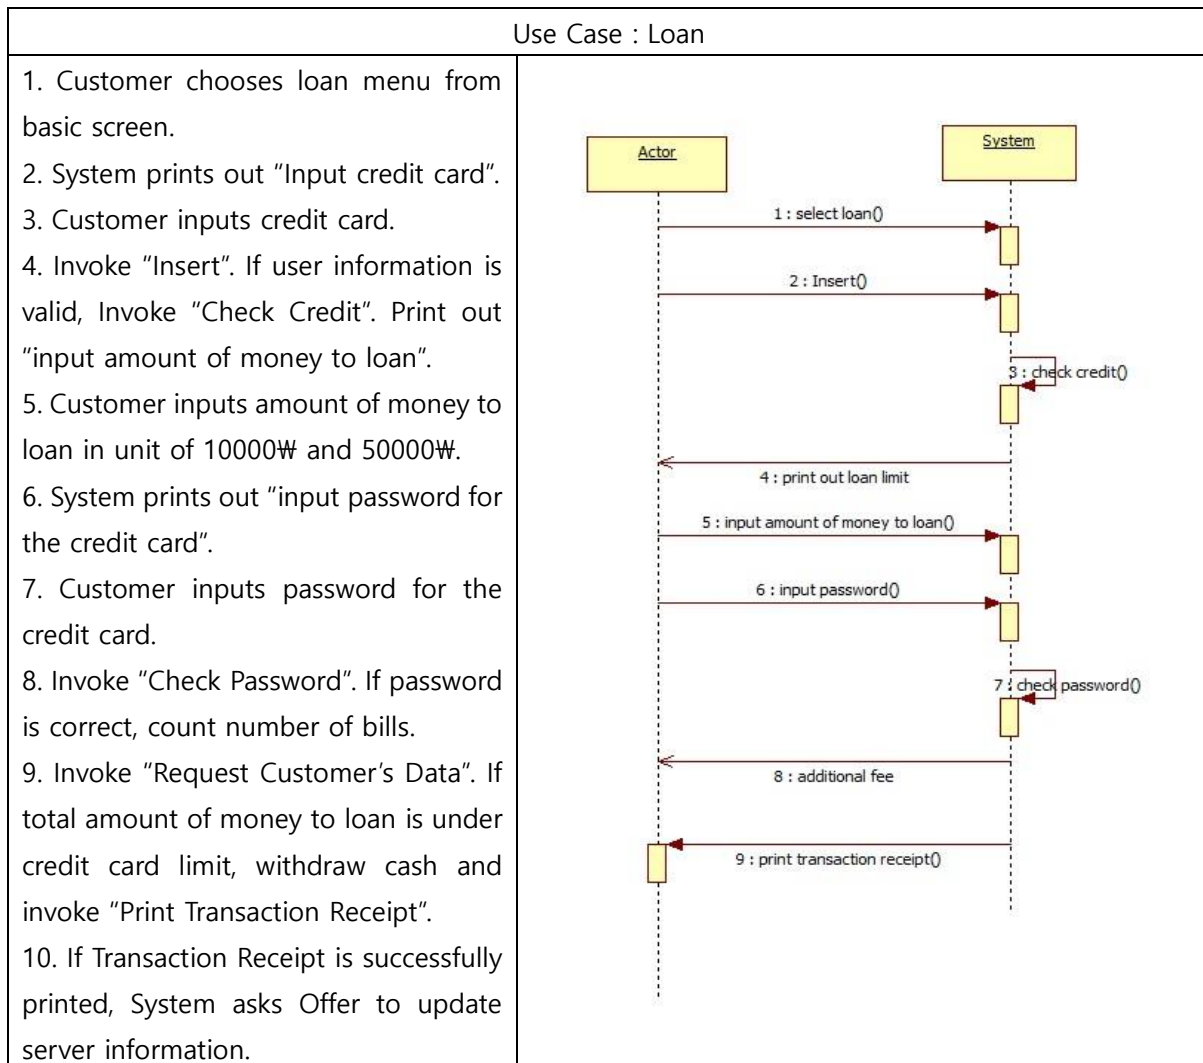 Use Case : Loan
1. Customer chooses loan menu from
basic screen.
2. System prints out “Input credit card”.
3. Customer inputs credit card.
4. Invoke “Insert”. If user information is
valid, Invoke “Check Credit”. Print out
“input amount of money to loan”.
5. Customer inputs amount of money to
loan in unit of 10000₩ and 50000₩.
6. System prints out “input password for
the credit card”.
7. Customer inputs password for the
credit card.
8. Invoke “Check Password”. If password
is correct, count number of bills.
9. Invoke “Request Customer’s Data”. If
total amount of money to loan is under
credit card limit, withdraw cash and
invoke “Print Transaction Receipt”.
10. If Transaction Receipt is successfully
printed, System asks Offer to update
server information.
Actor
System
1 : select loan()
2 : Insert()
3 : check credit()
4 : print out loan limit
5 : input amount of money to loan()
6 : input password()
7 : check password()
8 : additional fee
9 : print transaction receipt()